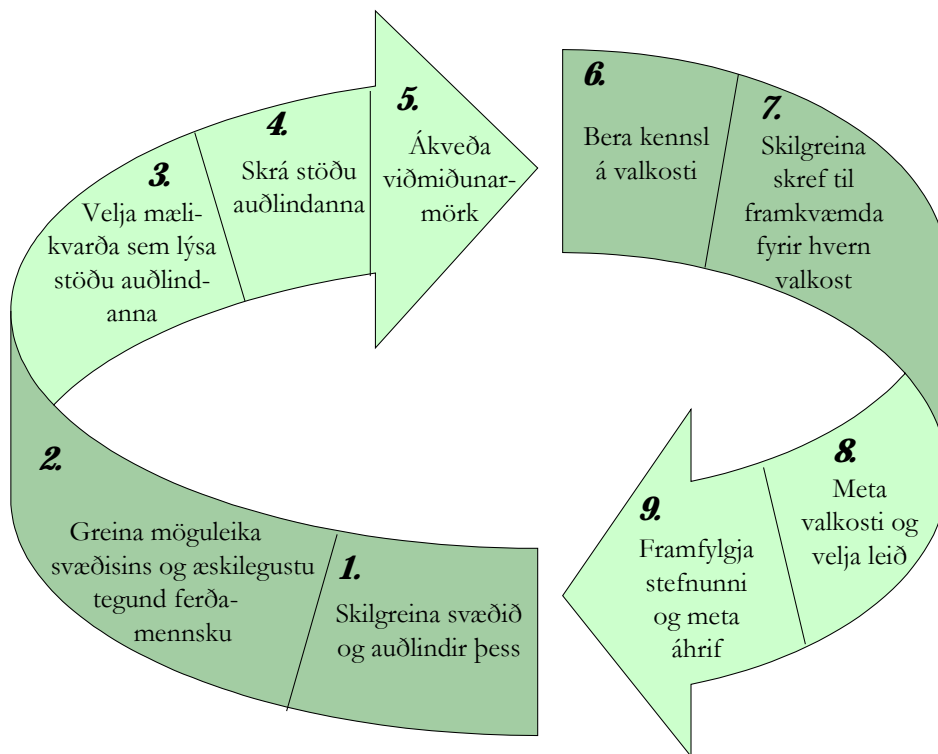 1.
Skilgreina svæðið
og auðlindir þess
2.
Greina möguleika
svæðisins og æskilegustu
tegund ferða-
mennsku
3.
Velja mæli-
kvarða sem lýsa
stöðu auðlind-
anna
4.
Skrá stöðu
auðlindanna
5.
Ákveða
viðmiðunar-
mörk
6.
Bera kennsl
á valkosti
7.
Skilgreina
skref til
framkvæmda
fyrir hvern
valkost
8.
Meta
valkosti og
velja leið
9.
Framfylgja
stefnunni
og meta
áhrif